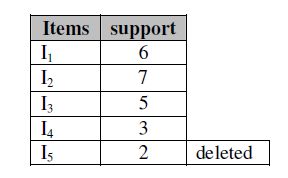 Items support
I₁ 6
I₂ 7
I₃ 5
I₄ 3
I₅ 2 deleted